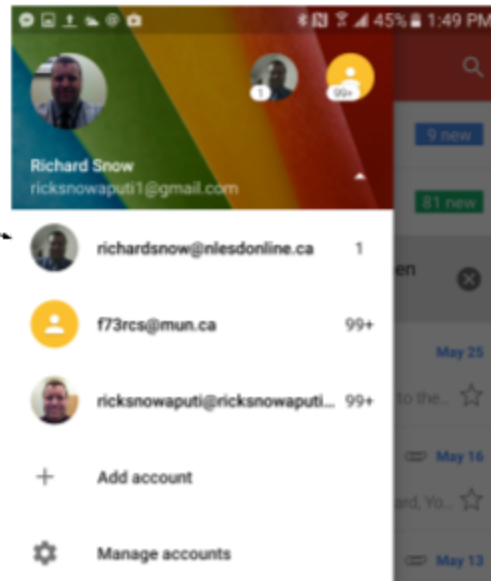 45% 1:49 PM
1
99+
9 new
Richard Snow
ricksnowaputi1@gmail.com
81 new
richardsnow@nlesdonline.ca 1
en
f73rcs@mun.ca 99+
May 25
ricksnowaputi@ricksnowaputi... 99+
to the..
May 16
Add account
ard, Yo..
Manage accounts
May 13